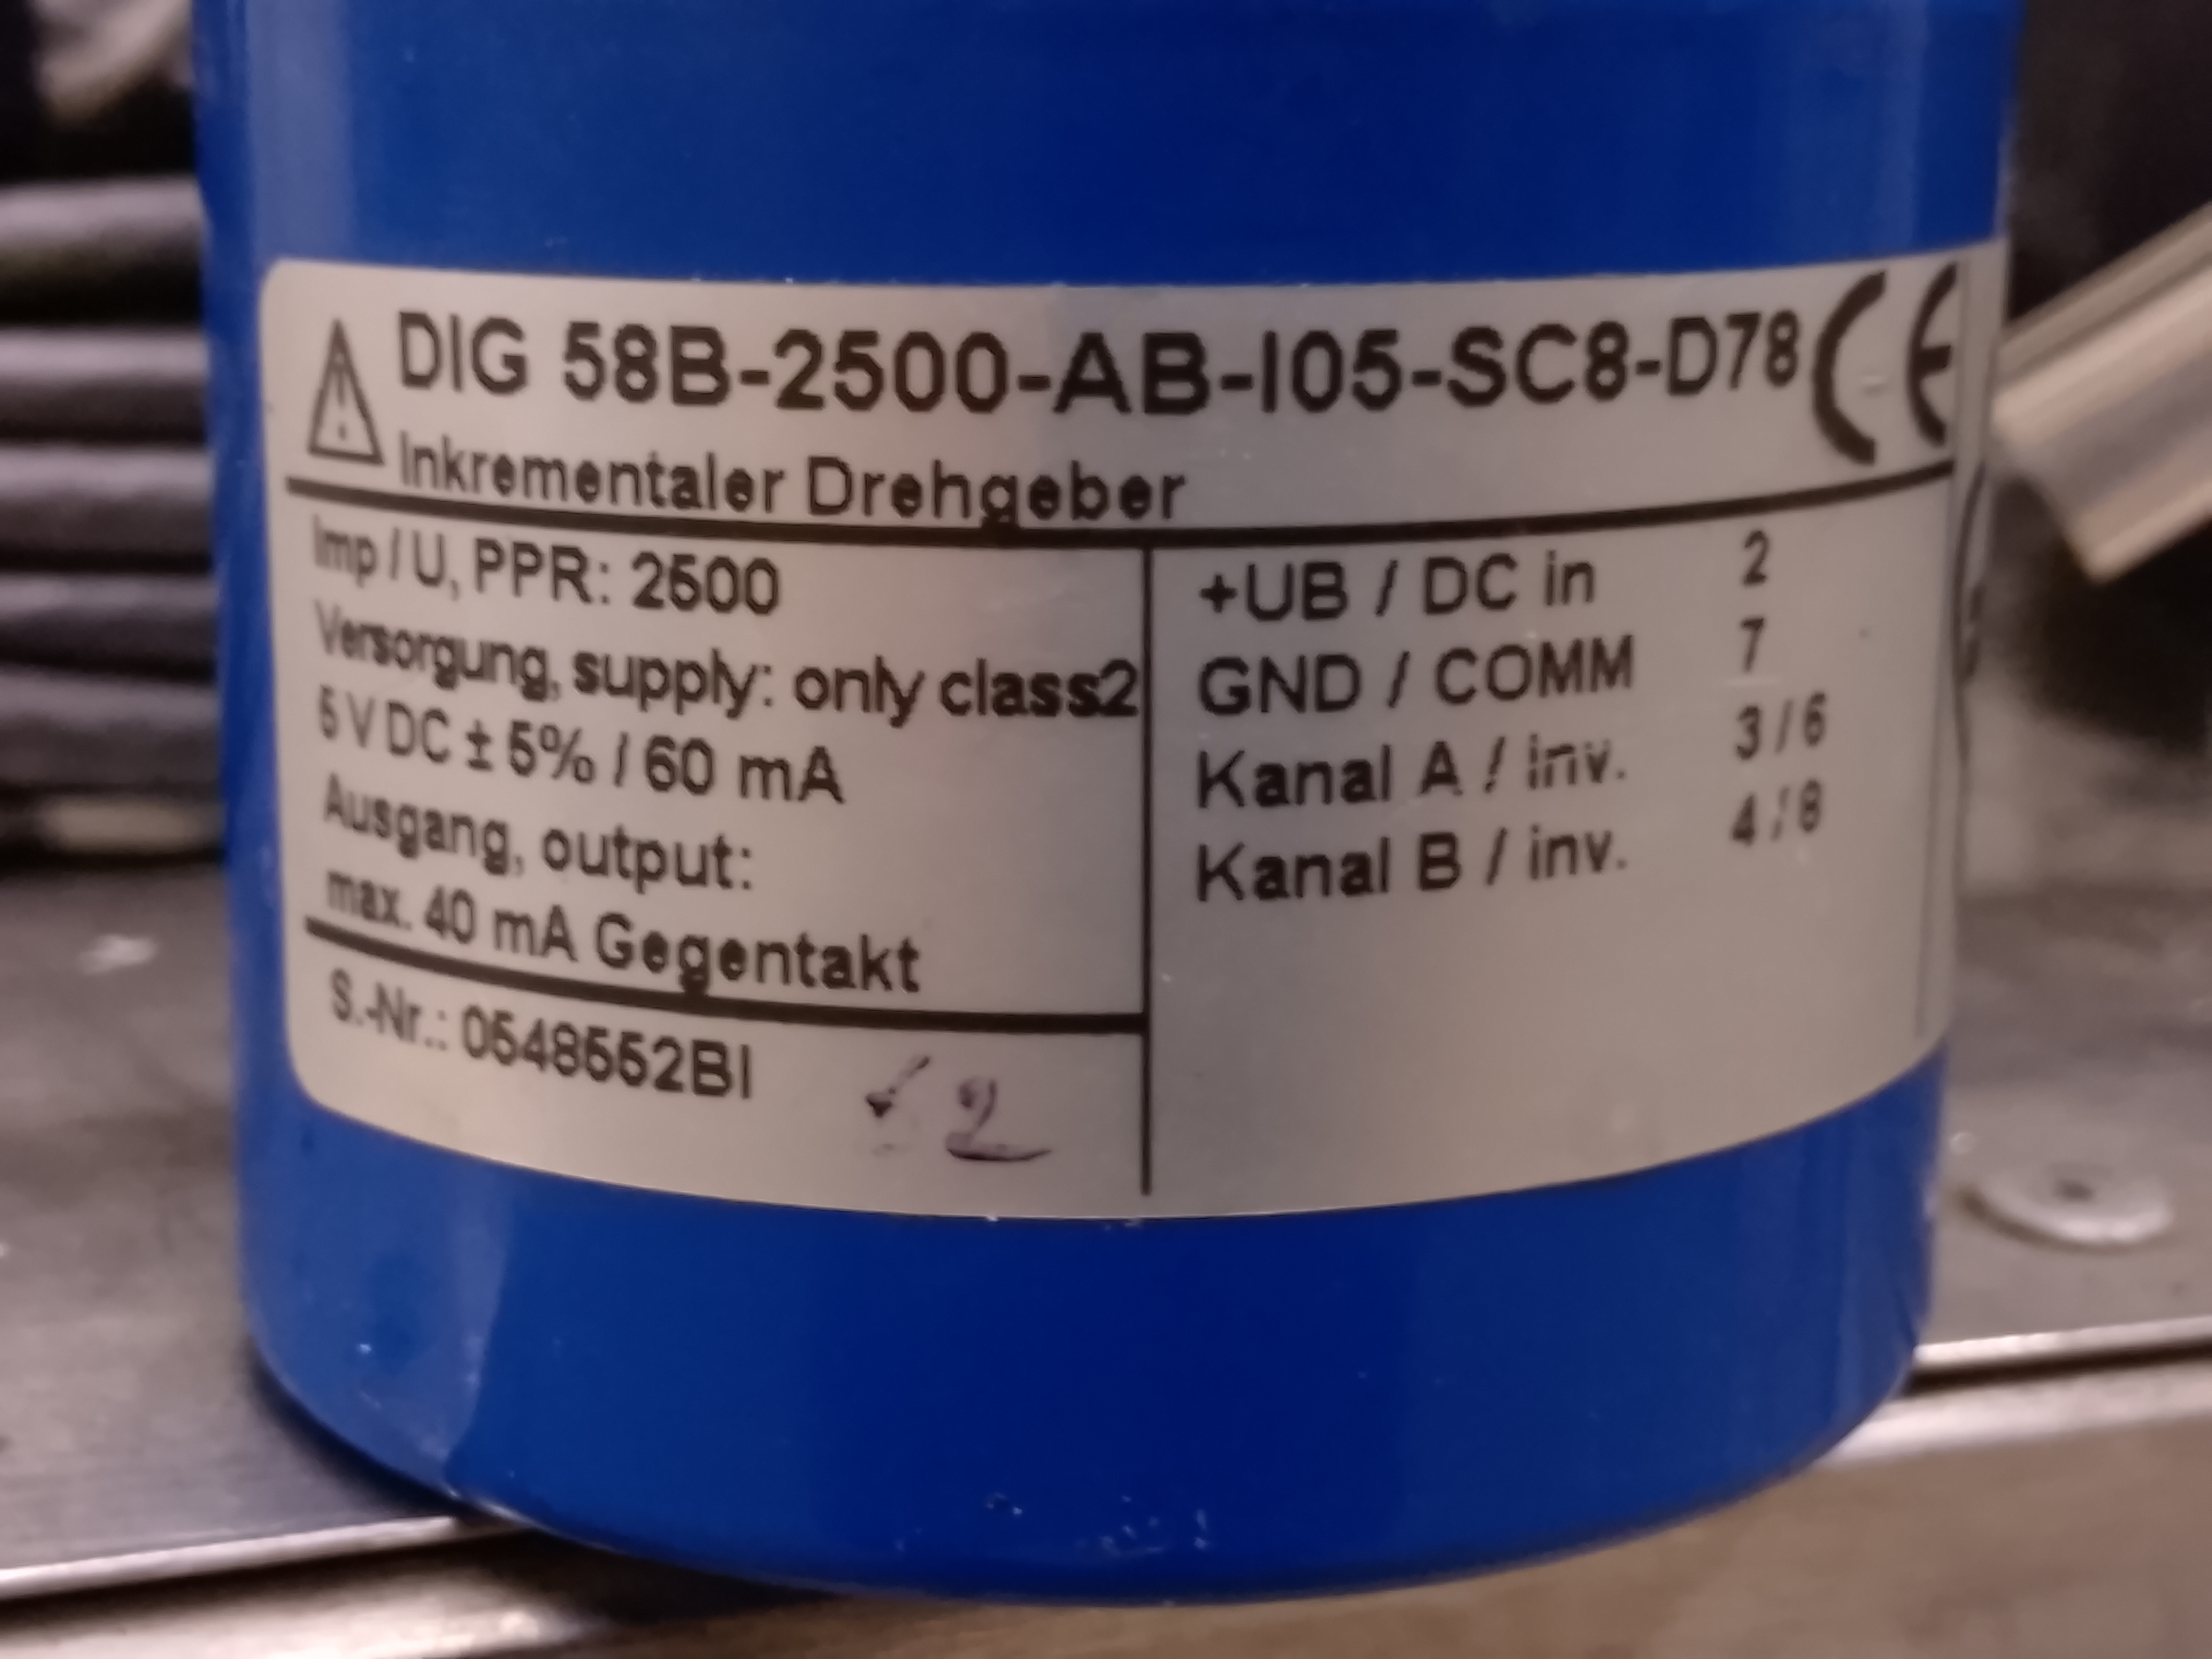 DIG 58B-2500-AB-I05-SC8-D78 CE
Inkrementaler Drehgeber
Imp / U, PPR: 2500
Versorgung, supply: only class2
5 V DC ± 5% / 60 mA
Ausgang, output:
max. 40 mA Gegentakt
S.-Nr.: 0548552BI
+UB / DC in 2
GND / COMM 7
Kanal A / inv. 3 / 6
Kanal B / inv. 4 / 8